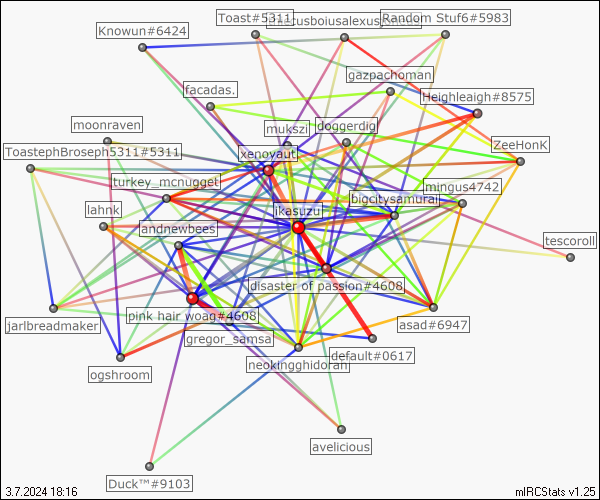 Toast#5311
Random Stuf6#5983
Knowun#6424
gazpachoman
facadas.
Heighleigh#8575
moonraven
mukszi
doggerdig
ZeeHonK
ToastephBroseph5311#5311
xenovaut
turkey_mcnugget
mingus4742
bigcitysamurai
lahnk
ikasuzu
andnewbees
tescoroll
disaster of passion#4608
pink hair woag#4608
jarlbreadmaker
asad#6947
gregor_samsa
default#0617
neokingghidorah
ogshroom
avelicious
Duck™#9103
3.7.2024 18:16
mIRCStats v1.25